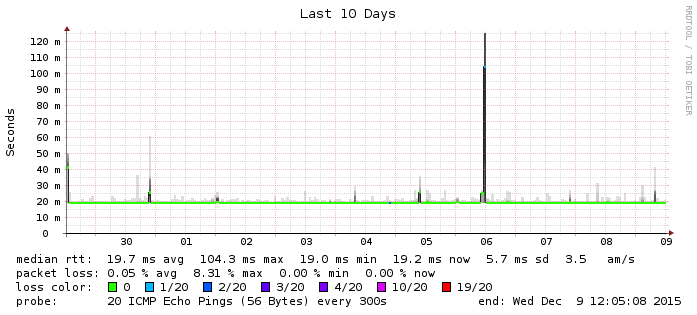 Last 10 Days
RRDTOOL / TOBI OETIKER
Seconds
120 m
110 m
100 m
90 m
80 m
70 m
60 m
50 m
40 m
30 m
20 m
10 m
0
30 01 02 03 04 05 06 07 08 09
median rtt: 19.7 ms avg 104.3 ms max 19.0 ms min 19.2 ms now 5.7 ms sd 3.5 am/s
packet loss: 0.05 % avg 8.31 % max 0.00 % min 0.00 % now
loss color: 0 1/20 2/20 3/20 4/20 10/20 19/20
probe: 20 ICMP Echo Pings (56 Bytes) every 300s end: Wed Dec 9 12:05:08 2015